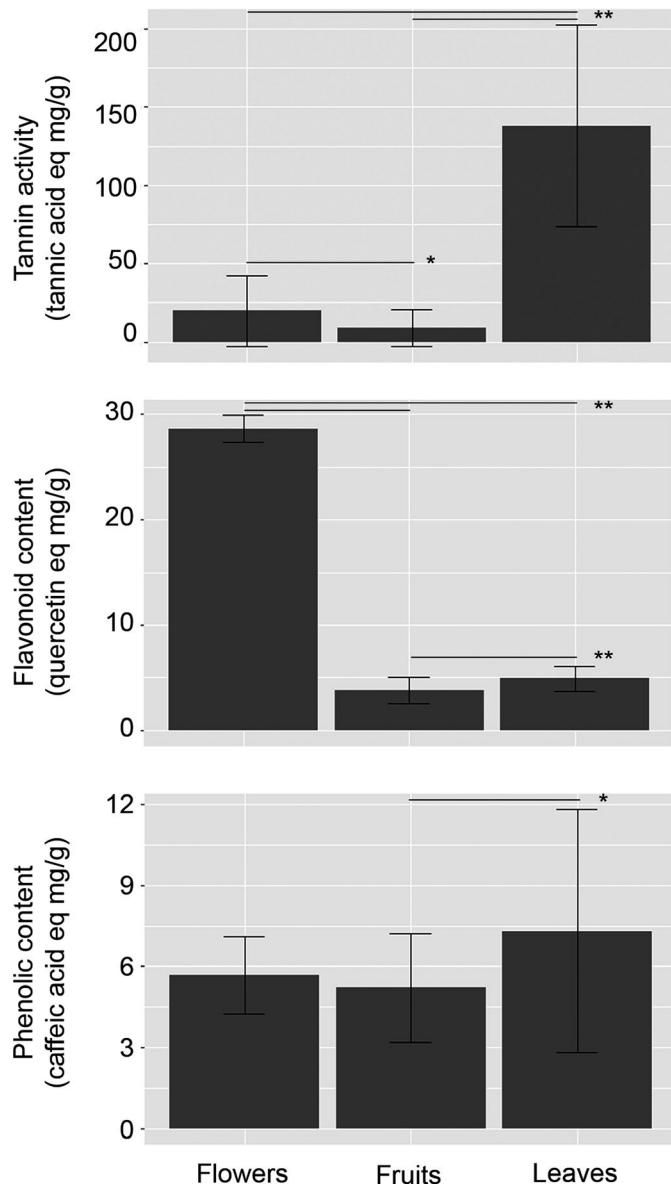 **
200
150
100
50
0
*
Tannin activity
(tannic acid eq mg/g)
**
30
20
10
0
**
Flavonoid content
(quercetin eq mg/g)
*
12
9
6
3
0
Phenolic content
(caffeic acid eq mg/g)
Flowers Fruits Leaves